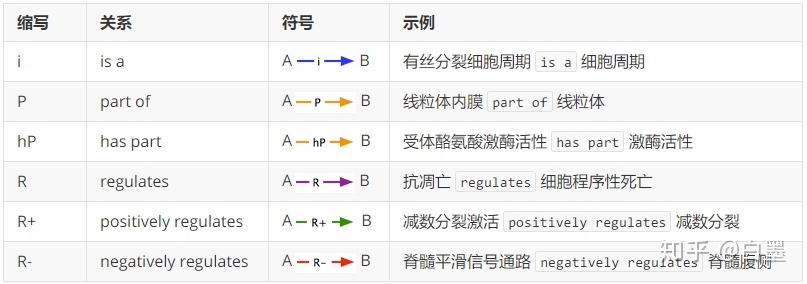 缩写 关系 符号 示例
i is a A i B 有丝分裂细胞周期 is a 细胞周期
P part of A P B 线粒体内膜 part of 线粒体
hP has part A hP B 受体酪氨酸激酶活性 has part 激酶活性
R regulates A R B 抗凋亡 regulates 细胞程序性死亡
R+ positively regulates A R+ B 减数分裂激活 positively regulates 减数分裂
R- negatively regulates A R- B 脊髓平滑信号通路 negatively regulates 脊髓腹侧
知乎 @白墨